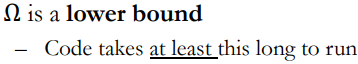 Ω is a lower bound
– Code takes at least this long to run